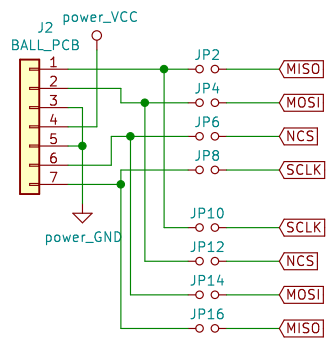 power_VCC
J2
BALL_PCB
1
2
3
4
5
6
7
power_GND
JP2
MISO
JP4
MOSI
JP6
NCS
JP8
SCLK
JP10
SCLK
JP12
NCS
JP14
MOSI
JP16
MISO